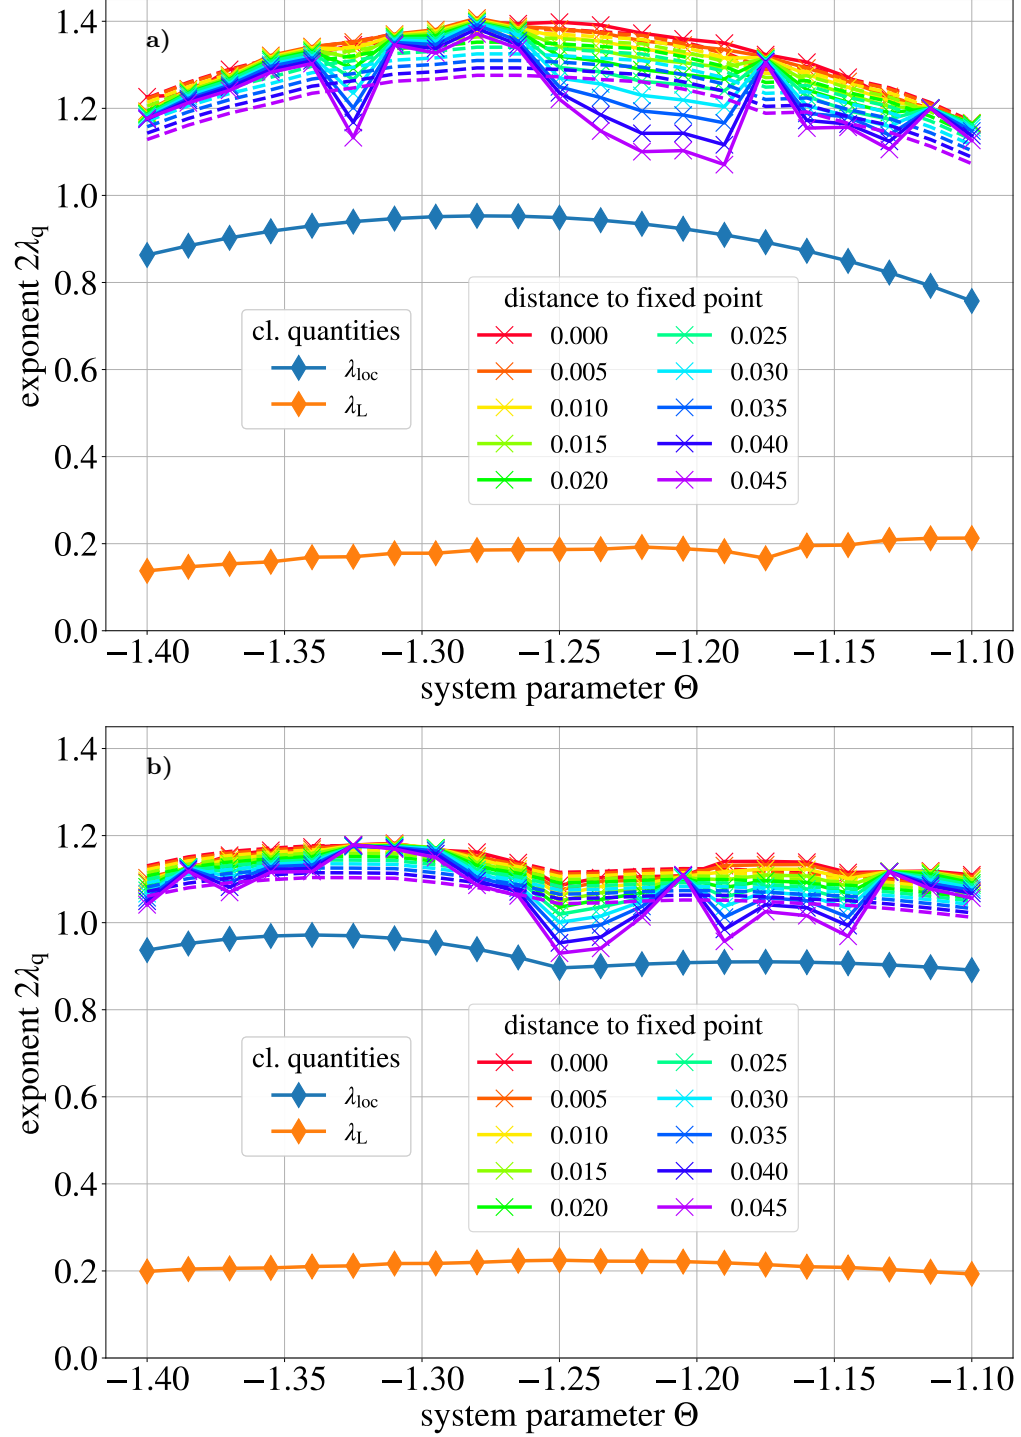 a)
exponent 2λq
1.4
1.2
1.0
0.8
0.6
0.4
0.2
0.0
cl. quantities
λloc
λL
distance to fixed point
0.000 0.025
0.005 0.030
0.010 0.035
0.015 0.040
0.020 0.045
−1.40 −1.35 −1.30 −1.25 −1.20 −1.15 −1.10
system parameter Θ
b)
exponent 2λq
1.4
1.2
1.0
0.8
0.6
0.4
0.2
0.0
cl. quantities
λloc
λL
distance to fixed point
0.000 0.025
0.005 0.030
0.010 0.035
0.015 0.040
0.020 0.045
−1.40 −1.35 −1.30 −1.25 −1.20 −1.15 −1.10
system parameter Θ